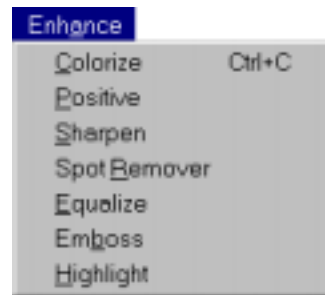 Enhance
Colorize Ctrl+C
Positive
Sharpen
Spot Remover
Equalize
Emboss
Highlight